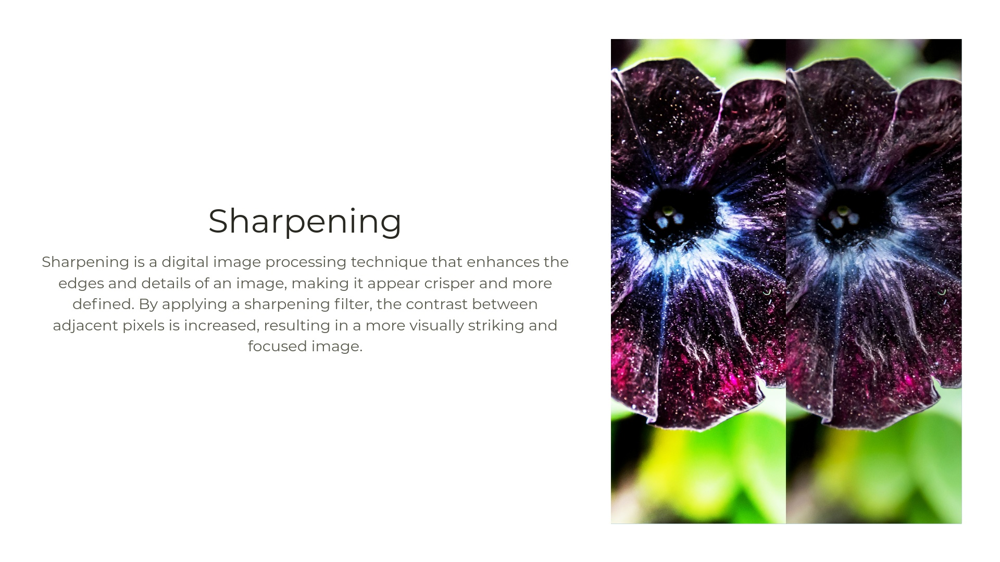 Sharpening
Sharpening is a digital image processing technique that enhances the
edges and details of an image, making it appear crisper and more
defined. By applying a sharpening filter, the contrast between
adjacent pixels is increased, resulting in a more visually striking and
focused image.